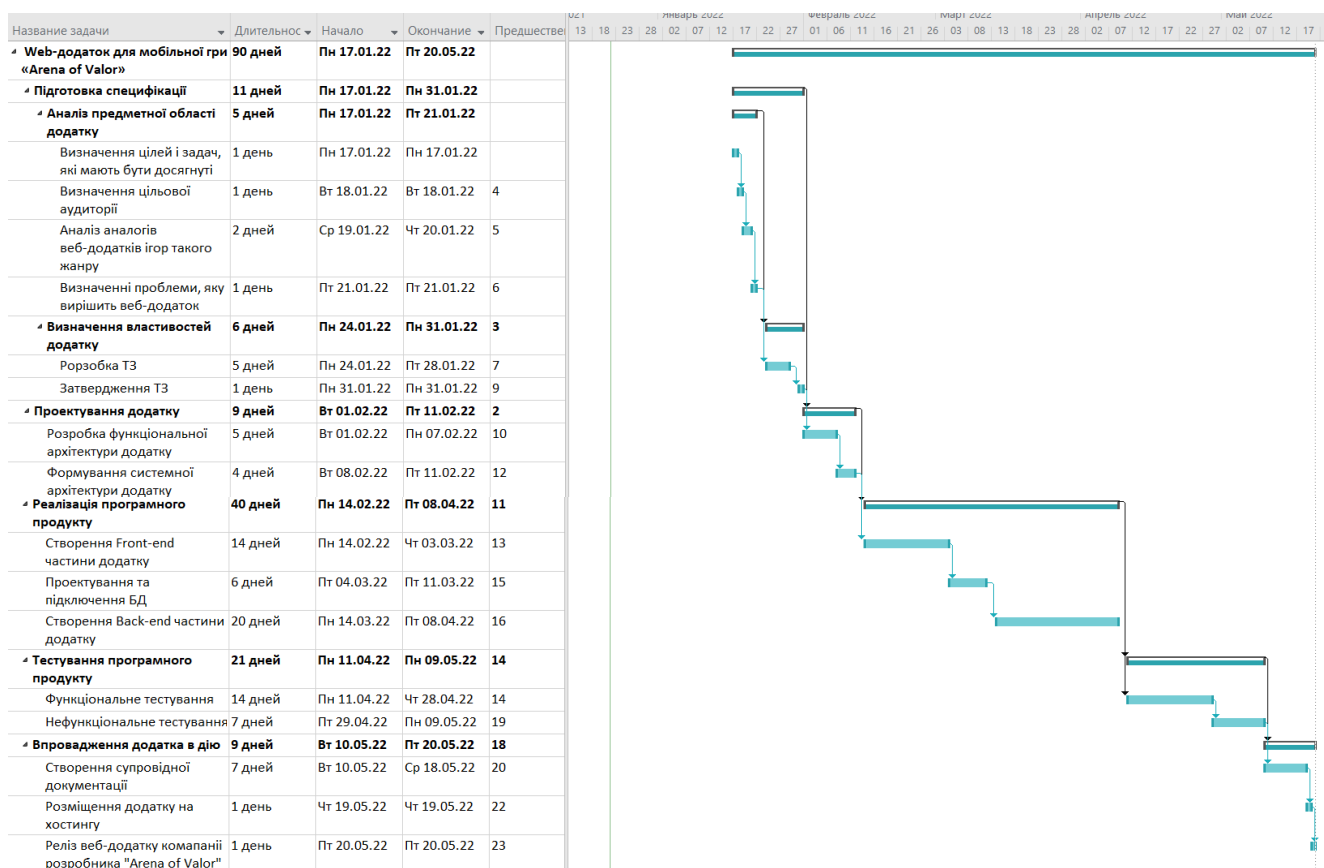 021 Январь 2022 Февраль 2022 Март 2022 Апрель 2022 Май 2022
Название задачи Длительнос Начало Окончание Предшестве 13 18 23 28 02 07 12 17 22 27 01 06 11 16 21 26 03 08 13 18 23 28 02 07 12 17 22 27 02 07 12 17
Web-додаток для мобільної гри 90 дней Пн 17.01.22 Пт 20.05.22
«Arena of Valor»
Підготовка специфікації 11 дней Пн 17.01.22 Пн 31.01.22
Аналіз предметної області 5 дней Пн 17.01.22 Пт 21.01.22
додатку
Визначення цілей і задач, 1 день Пн 17.01.22 Пн 17.01.22
які мають бути досягнуті
Визначення цільової 1 день Вт 18.01.22 Вт 18.01.22 4
аудиторії
Аналіз аналогів 2 дней Ср 19.01.22 Чт 20.01.22 5
веб-додатків ігор такого
жанру
Визначенні проблеми, яку 1 день Пт 21.01.22 Пт 21.01.22 6
вирішить веб-додаток
Визначення властивостей 6 дней Пн 24.01.22 Пн 31.01.22 3
додатку
Рорзобка ТЗ 5 дней Пн 24.01.22 Пт 28.01.22 7
Затвердження ТЗ 1 день Пн 31.01.22 Пн 31.01.22 9
Проектування додатку 9 дней Вт 01.02.22 Пт 11.02.22 2
Розробка функціональної 5 дней Вт 01.02.22 Пн 07.02.22 10
архітектури додатку
Формування системної 4 дней Вт 08.02.22 Пт 11.02.22 12
архітектури додатку
Реалізація програмного 40 дней Пн 14.02.22 Пт 08.04.22 11
продукту
Створення Front-end 14 дней Пн 14.02.22 Чт 03.03.22 13
частини додатку
Проектування та 6 дней Пт 04.03.22 Пт 11.03.22 15
підключення БД
Створення Back-end частини 20 дней Пн 14.03.22 Пт 08.04.22 16
додатку
Тестування програмного 21 дней Пн 11.04.22 Пн 09.05.22 14
продукту
Функціональне тестування 14 дней Пн 11.04.22 Чт 28.04.22 14
Нефункціональне тестування 7 дней Пт 29.04.22 Пн 09.05.22 19
Впровадження додатка в дію 9 дней Вт 10.05.22 Пт 20.05.22 18
Створення супровідної 7 дней Вт 10.05.22 Ср 18.05.22 20
документації
Розміщення додатку на 1 день Чт 19.05.22 Чт 19.05.22 22
хостингу
Реліз веб-додатку комапанії 1 день Пт 20.05.22 Пт 20.05.22 23
розробника "Arena of Valor"